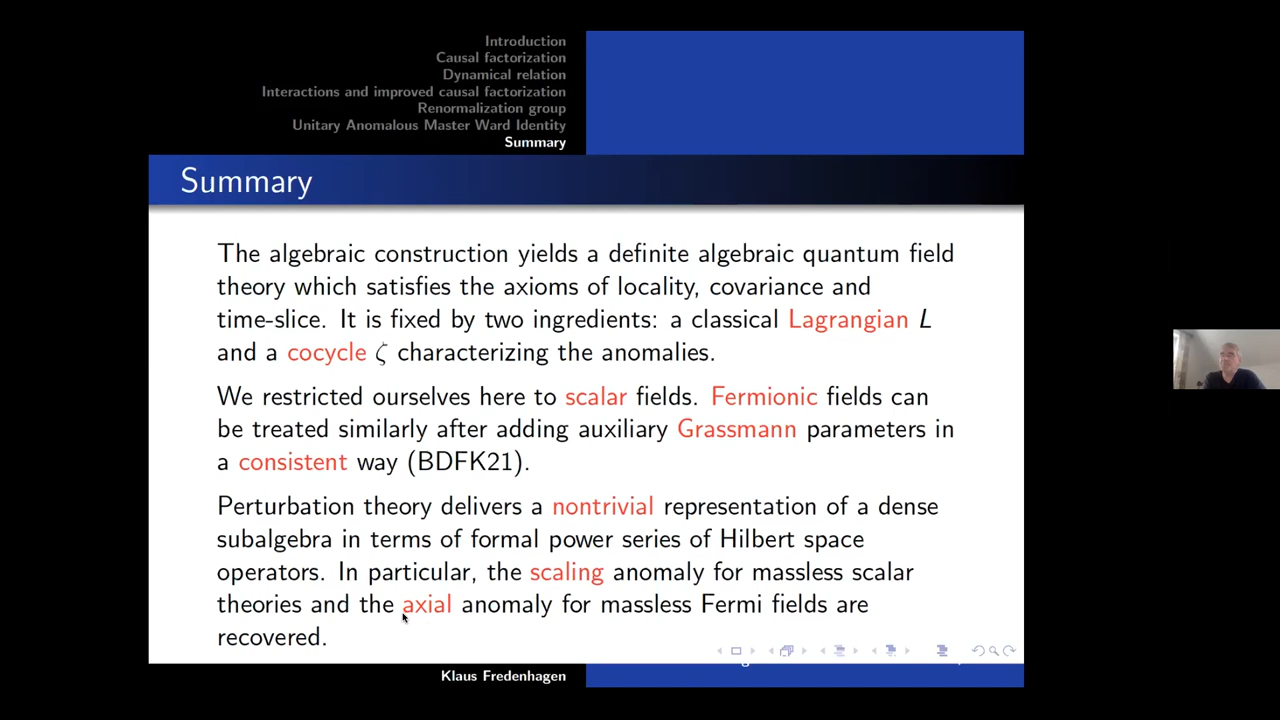 Introduction
Causal factorization
Dynamical relation
Interactions and improved causal factorization
Renormalization group
Unitary Anomalous Master Ward Identity
Summary
Summary
The algebraic construction yields a definite algebraic quantum field
theory which satisfies the axioms of locality, covariance and
time-slice. It is fixed by two ingredients: a classical Lagrangian L
and a cocycle ζ characterizing the anomalies.
We restricted ourselves here to scalar fields. Fermionic fields can
be treated similarly after adding auxiliary Grassmann parameters in
a consistent way (BDFK21).
Perturbation theory delivers a nontrivial representation of a dense
subalgebra in terms of formal power series of Hilbert space
operators. In particular, the scaling anomaly for massless scalar
theories and the axial anomaly for massless Fermi fields are
recovered.
Klaus Fredenhagen